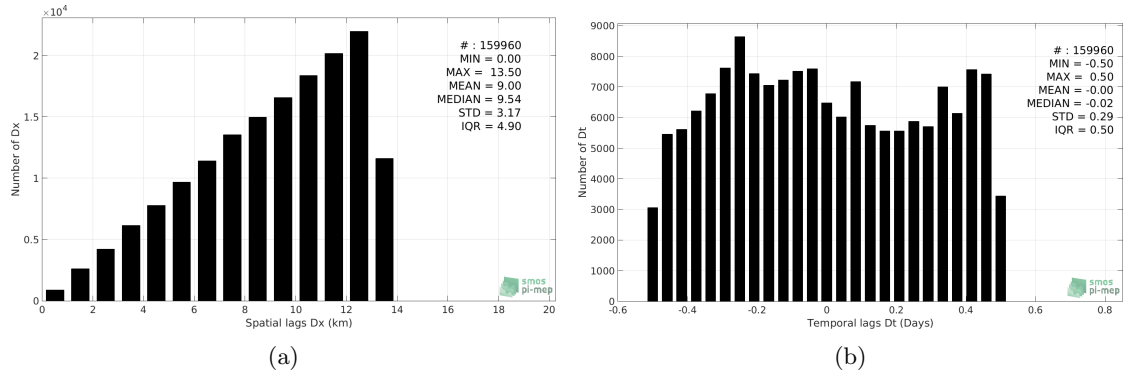 ×10⁴
2
1.5
1
0.5
0
Number of Dx
# : 159960
MIN = 0.00
MAX = 13.50
MEAN = 9.00
MEDIAN = 9.54
STD = 3.17
IQR = 4.90
smos
pi-mep
0 2 4 6 8 10 12 14 16 18 20
Spatial lags Dx (km)
(a)
9000
8000
7000
6000
5000
4000
3000
2000
1000
0
Number of Dt
# : 159960
MIN = -0.50
MAX = 0.50
MEAN = -0.00
MEDIAN = -0.02
STD = 0.29
IQR = 0.50
smos
pi-mep
-0.6 -0.4 -0.2 0 0.2 0.4 0.6 0.8
Temporal lags Dt (Days)
(b)